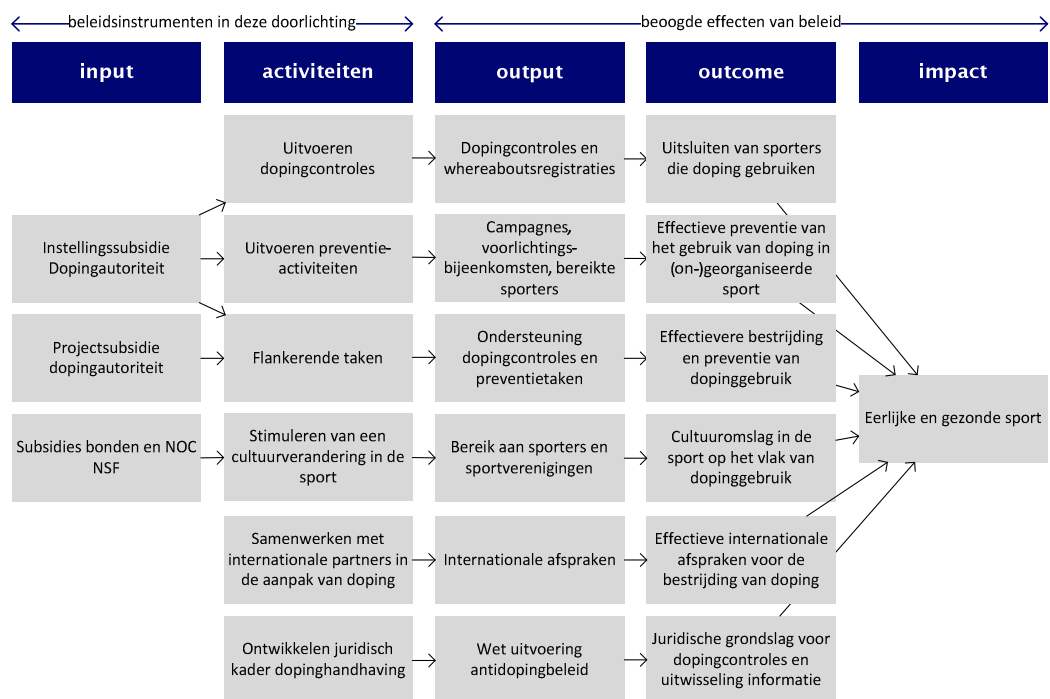 beleidsinstrumenten in deze doorlichting
beoogde effecten van beleid
input
activiteiten
output
outcome
impact
Uitvoeren
dopingcontroles
Dopingcontroles en
whereaboutsregistraties
Uitsluiten van sporters
die doping gebruiken
Instellingssubsidie
Dopingautoriteit
Uitvoeren preventie-
activiteiten
Campagnes,
voorlichtings-
bijeenkomsten, bereikte
sporters
Effectieve preventie van
het gebruik van doping in
(on-)georganiseerde
sport
Projectsubsidie
dopingautoriteit
Flankerende taken
Ondersteuning
dopingcontroles en
preventietaken
Effectievere bestrijding
en preventie van
dopinggebruik
Eerlijke en gezonde sport
Subsidies bonden en NOC
NSF
Stimuleren van een
cultuurverandering in de
sport
Bereik aan sporters en
sportverenigingen
Cultuuromslag in de
sport op het vlak van
dopinggebruik
Samenwerken met
internationale partners in
de aanpak van doping
Internationale afspraken
Effectieve internationale
afspraken voor de
bestrijding van doping
Ontwikkelen juridisch
kader dopinghandhaving
Wet uitvoering
antidopingbeleid
Juridische grondslag voor
dopingcontroles en
uitwisseling informatie